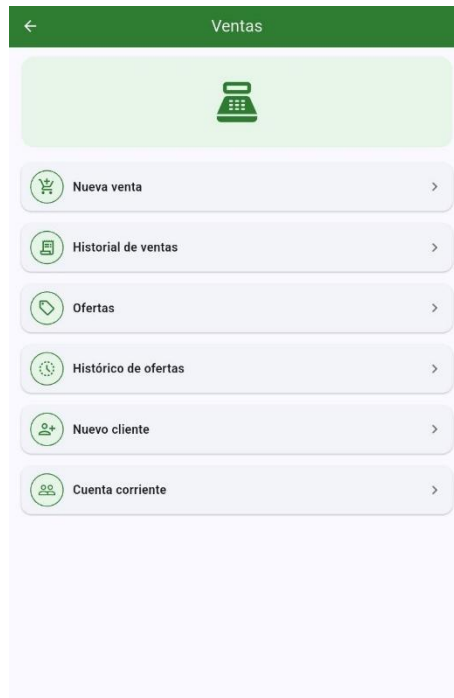 Ventas
Nueva venta
Historial de ventas
Ofertas
Histórico de ofertas
Nuevo cliente
Cuenta corriente